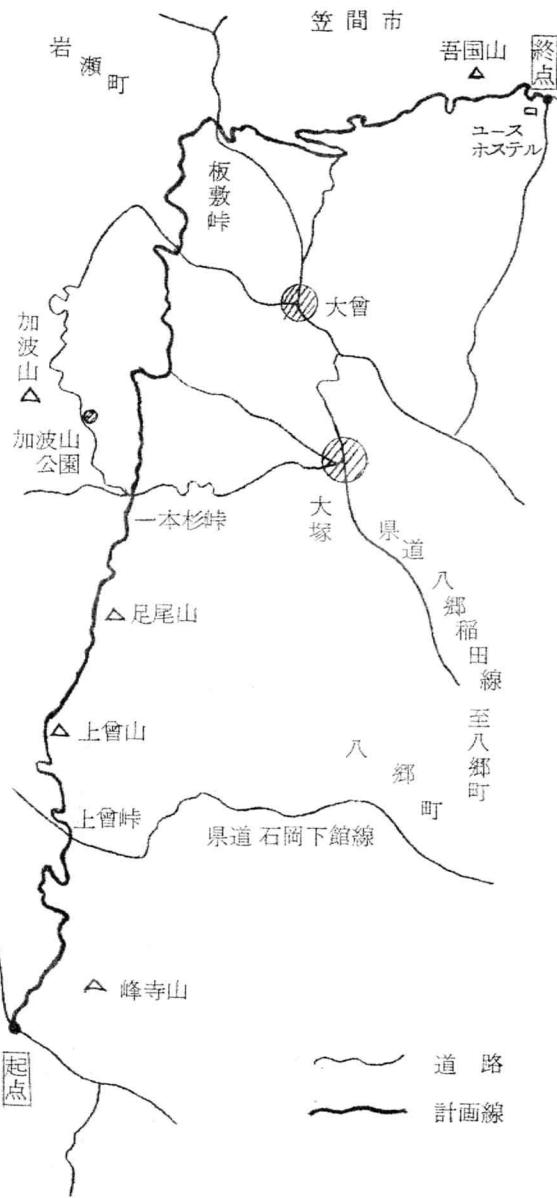 笠間市
岩瀬町
吾国山
終点
ユース
ホステル
板敷峠
大曾
加波山
加波山
公園
大塚
一本杉峠
県道八郷稲田線
足尾山
至八郷町
上曾山
八郷町
上曾峠
県道 石岡下館線
峰寺山
起点
道路
計画線